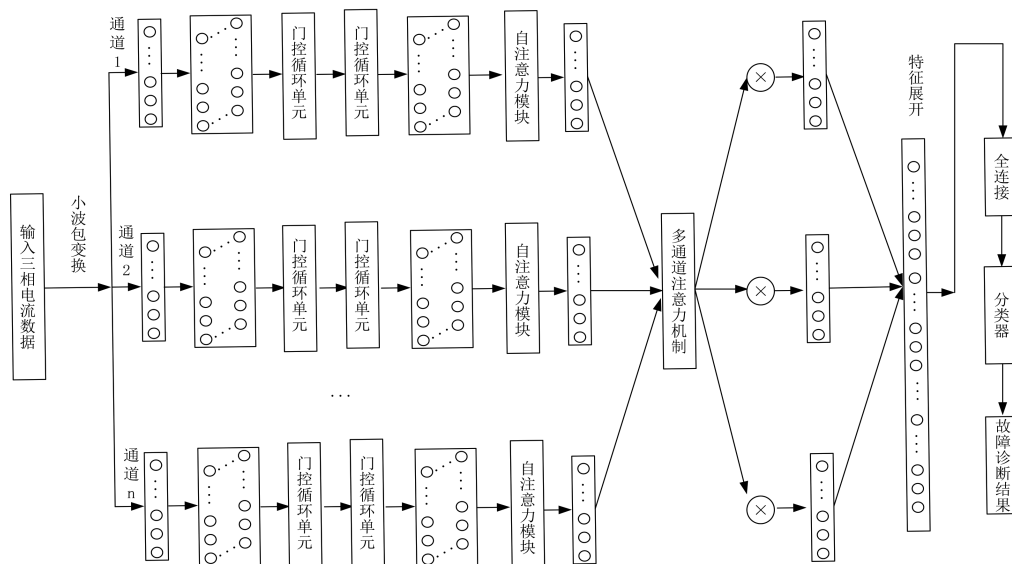 输入三相电流数据
小波包变换
通道1
门控循环单元
门控循环单元
自注意力模块
通道2
门控循环单元
门控循环单元
自注意力模块
...
通道n
门控循环单元
门控循环单元
自注意力模块
多通道注意力机制
特征展开
全连接
分类器
故障诊断结果